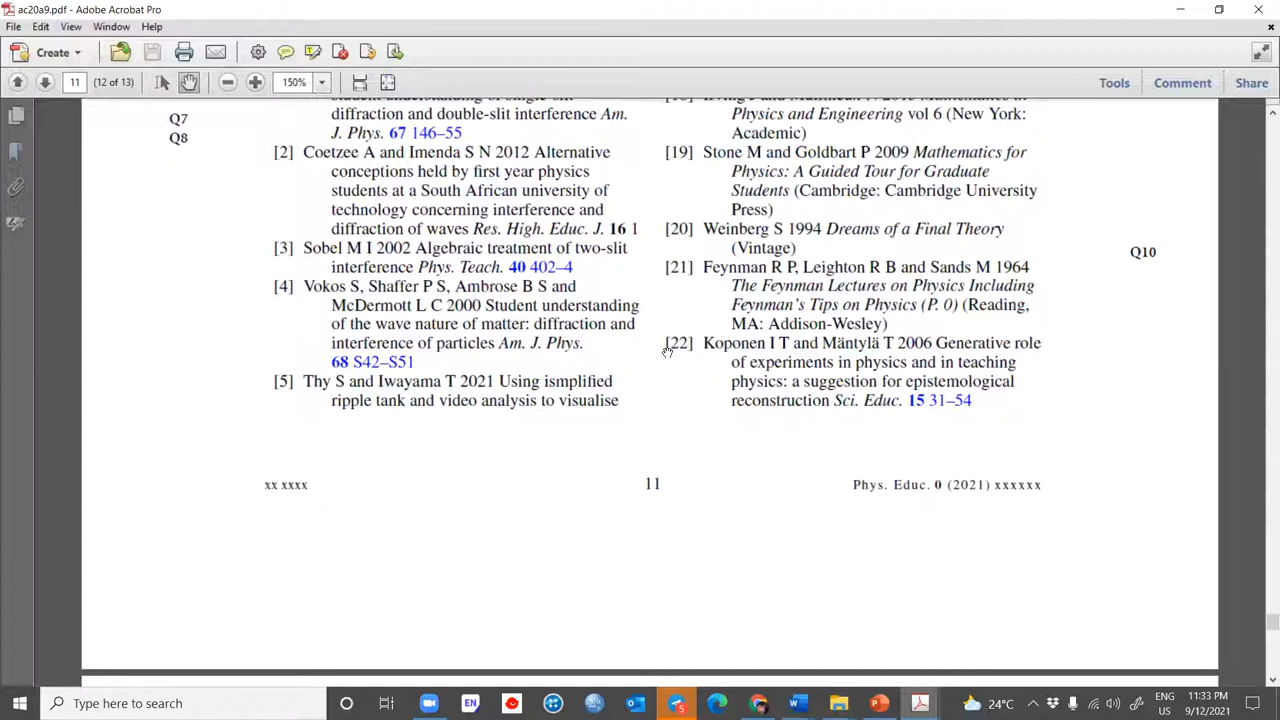 ac20a9.pdf - Adobe Acrobat Pro
File Edit View Window Help
Create
11 (12 of 13) 150% Tools Comment Share
Q7
Q8
diffraction and double-slit interference Am.
J. Phys. 67 146–55
[2] Coetzee A and Imenda S N 2012 Alternative
conceptions held by first year physics
students at a South African university of
technology concerning interference and
diffraction of waves Res. High. Educ. J. 16 1
[3] Sobel M I 2002 Algebraic treatment of two-slit
interference Phys. Teach. 40 402–4
[4] Vokos S, Shaffer P S, Ambrose B S and
McDermott L C 2000 Student understanding
of the wave nature of matter: diffraction and
interference of particles Am. J. Phys.
68 S42–S51
[5] Thy S and Iwayama T 2021 Using ismplified
ripple tank and video analysis to visualise
Physics and Engineering vol 6 (New York:
Academic)
[19] Stone M and Goldbart P 2009 Mathematics for
Physics: A Guided Tour for Graduate
Students (Cambridge: Cambridge University
Press)
[20] Weinberg S 1994 Dreams of a Final Theory
(Vintage)
[21] Feynman R P, Leighton R B and Sands M 1964
The Feynman Lectures on Physics Including
Feynman's Tips on Physics (P. 0) (Reading,
MA: Addison-Wesley)
[22] Koponen I T and Mäntylä T 2006 Generative role
of experiments in physics and in teaching
physics: a suggestion for epistemological
reconstruction Sci. Educ. 15 31–54
Q10
xx xxxx
11
Phys. Educ. 0 (2021) xxxxxx
Type here to search
EN
24°C
ENG
US
11:33 PM
9/12/2021